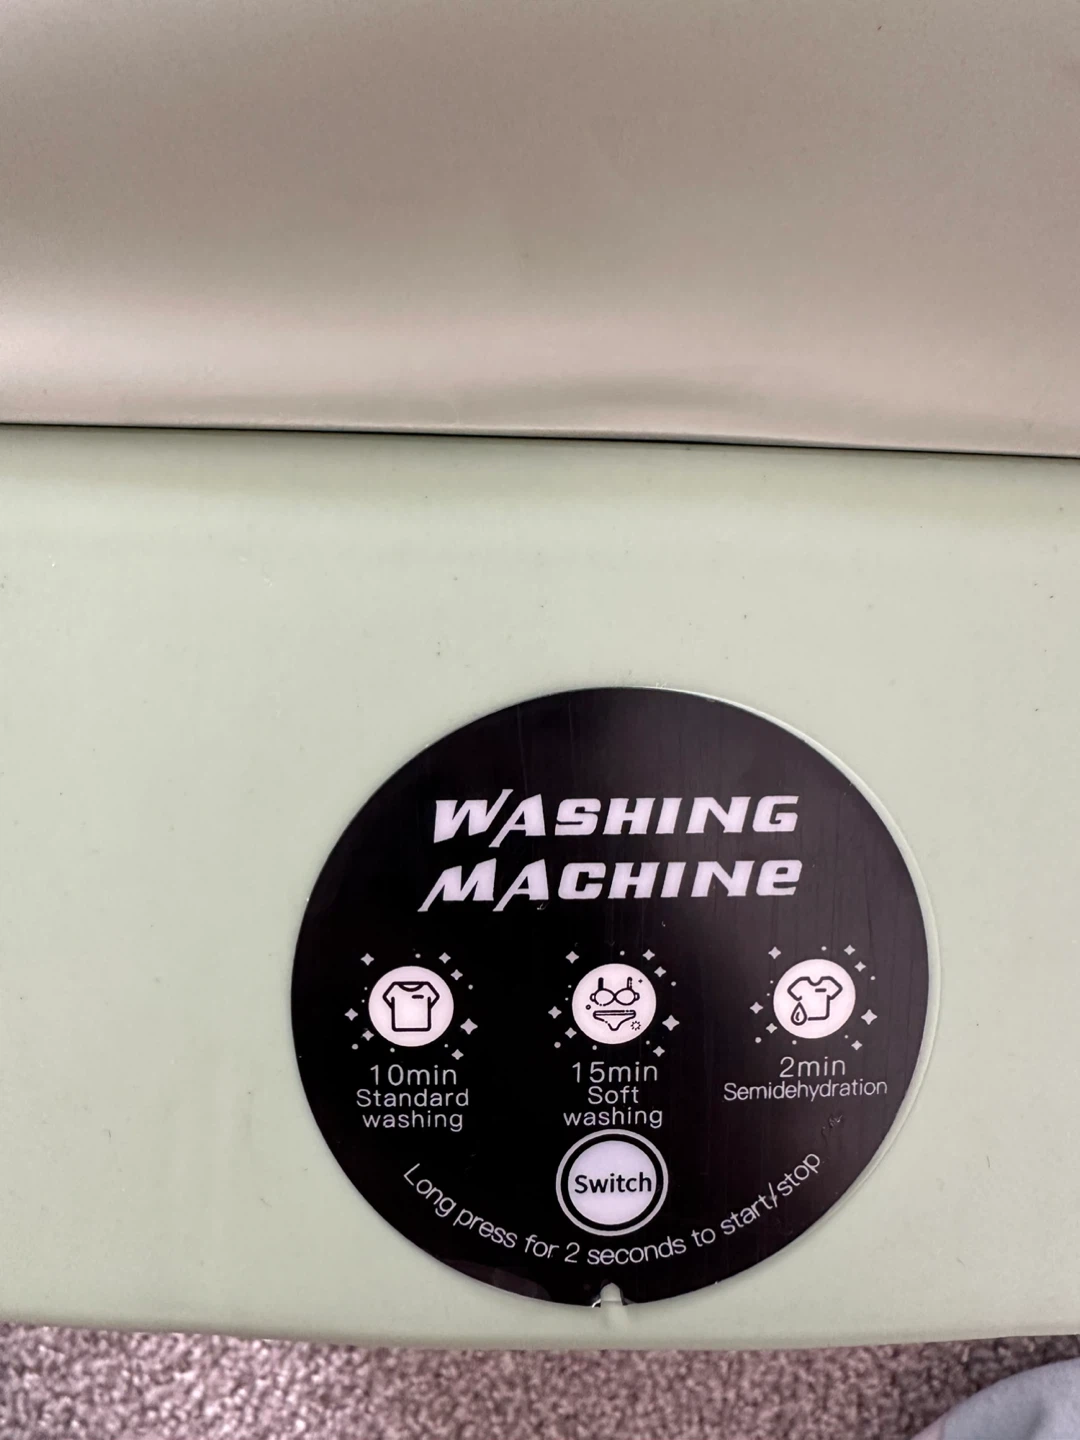 WASHING
MACHINE
10min
Standard
washing
15min
Soft
washing
2min
Semidehydration
Switch
Long press for 2 seconds to start/stop